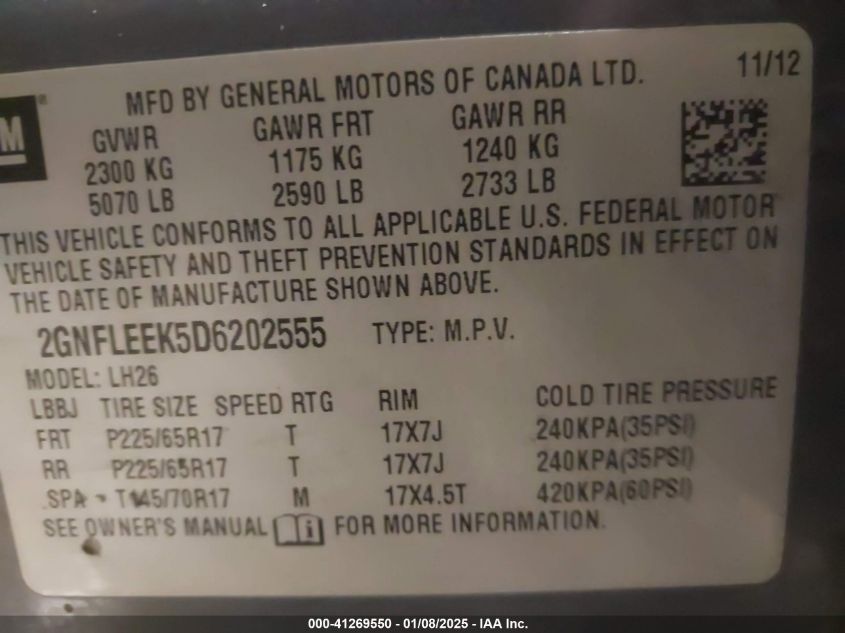 GM
MFD BY GENERAL MOTORS OF CANADA LTD. 11/12
GVWR GAWR FRT GAWR RR
2300 KG 1175 KG 1240 KG
5070 LB 2590 LB 2733 LB
THIS VEHICLE CONFORMS TO ALL APPLICABLE U.S. FEDERAL MOTOR
VEHICLE SAFETY AND THEFT PREVENTION STANDARDS IN EFFECT ON
THE DATE OF MANUFACTURE SHOWN ABOVE.
2GNFLEEK5D6202555 TYPE: M.P.V.
MODEL: LH26
LBBJ TIRE SIZE SPEED RTG RIM COLD TIRE PRESSURE
FRT P225/65R17 T 17X7J 240KPA(35PSI)
RR P225/65R17 T 17X7J 240KPA(35PSI)
SPA T145/70R17 M 17X4.5T 420KPA(60PSI)
SEE OWNER'S MANUAL i FOR MORE INFORMATION.
000-41269550 - 01/08/2025 - IAA Inc.